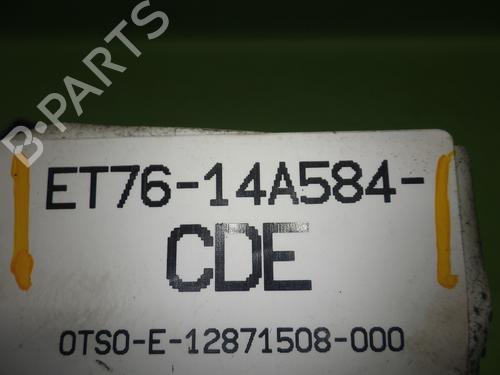 B-PARTS
ET76-14A584-
CDE
OTSO-E-12871508-000